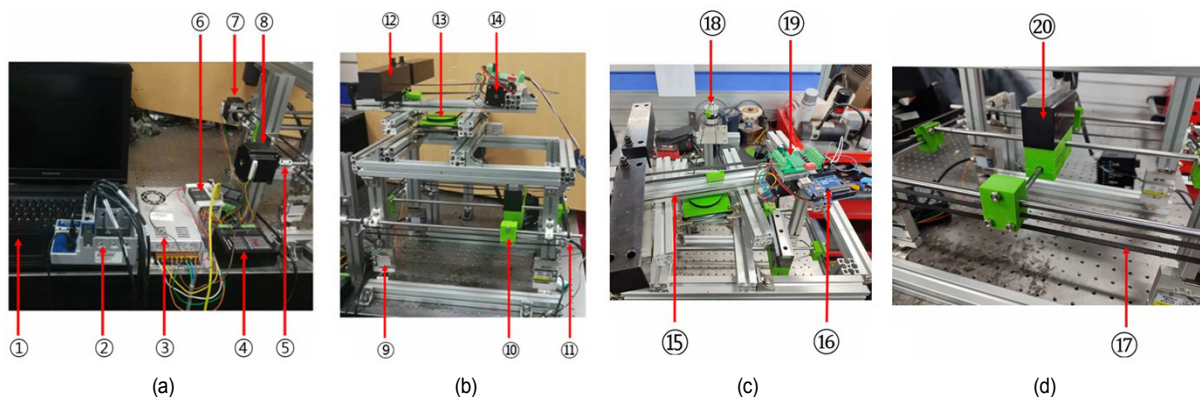 ⑥
⑦ ⑧
① ② ③ ④ ⑤
(a)
⑫ ⑬ ⑭
⑨ ⑩ ⑪
(b)
⑱ ⑲
⑮ ⑯
(c)
⑳
⑰
(d)